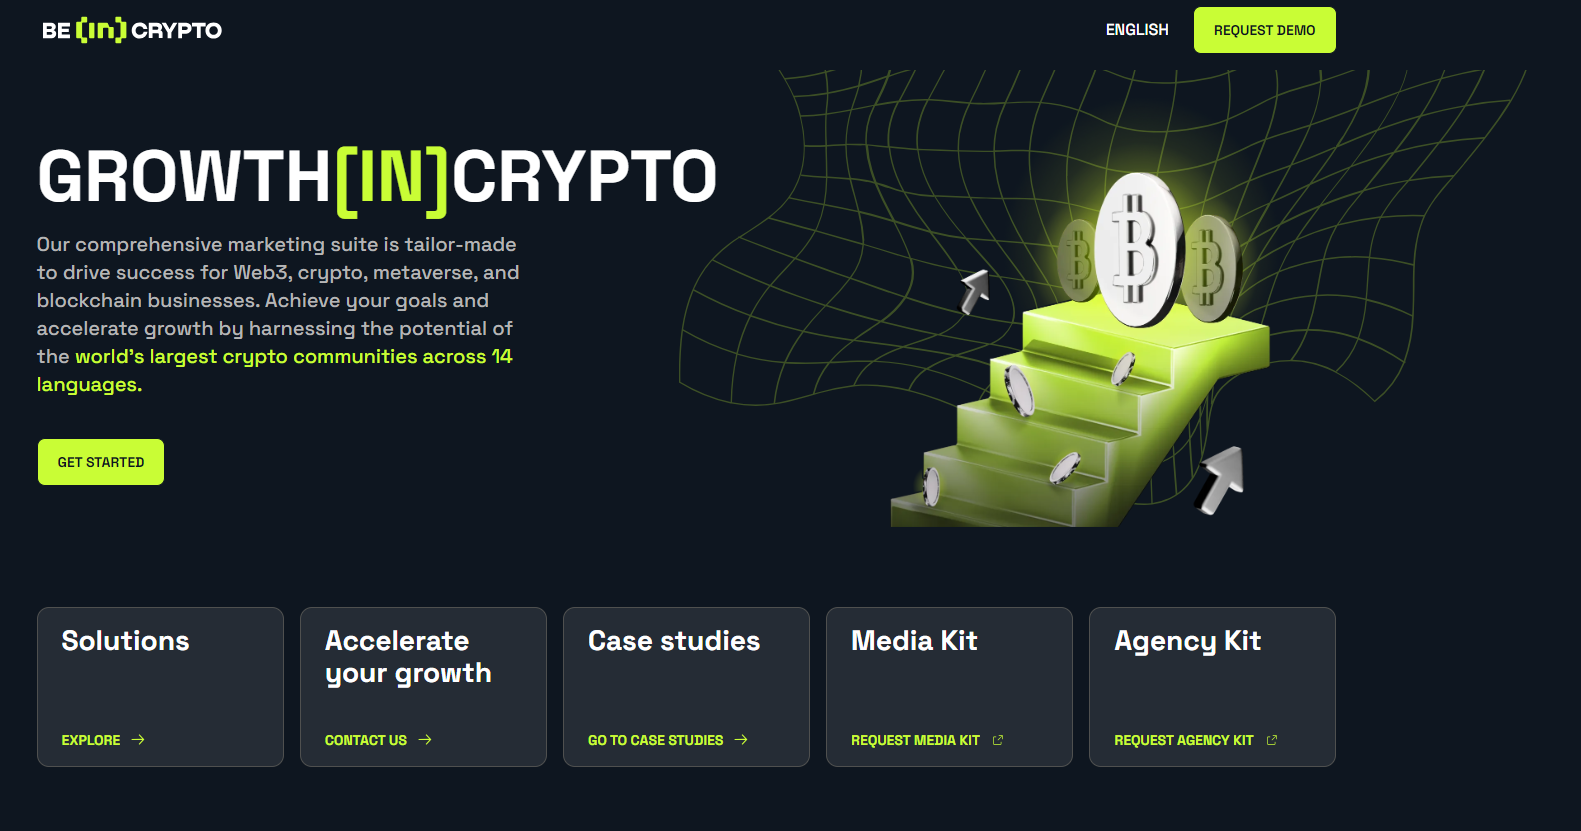 BE [in] CRYPTO
ENGLISH
REQUEST DEMO
GROWTH[IN]CRYPTO
Our comprehensive marketing suite is tailor-made
to drive success for Web3, crypto, metaverse, and
blockchain businesses. Achieve your goals and
accelerate growth by harnessing the potential of
the world's largest crypto communities across 14
languages.
GET STARTED
Solutions
EXPLORE
Accelerate
your growth
CONTACT US
Case studies
GO TO CASE STUDIES
Media Kit
REQUEST MEDIA KIT
Agency Kit
REQUEST AGENCY KIT